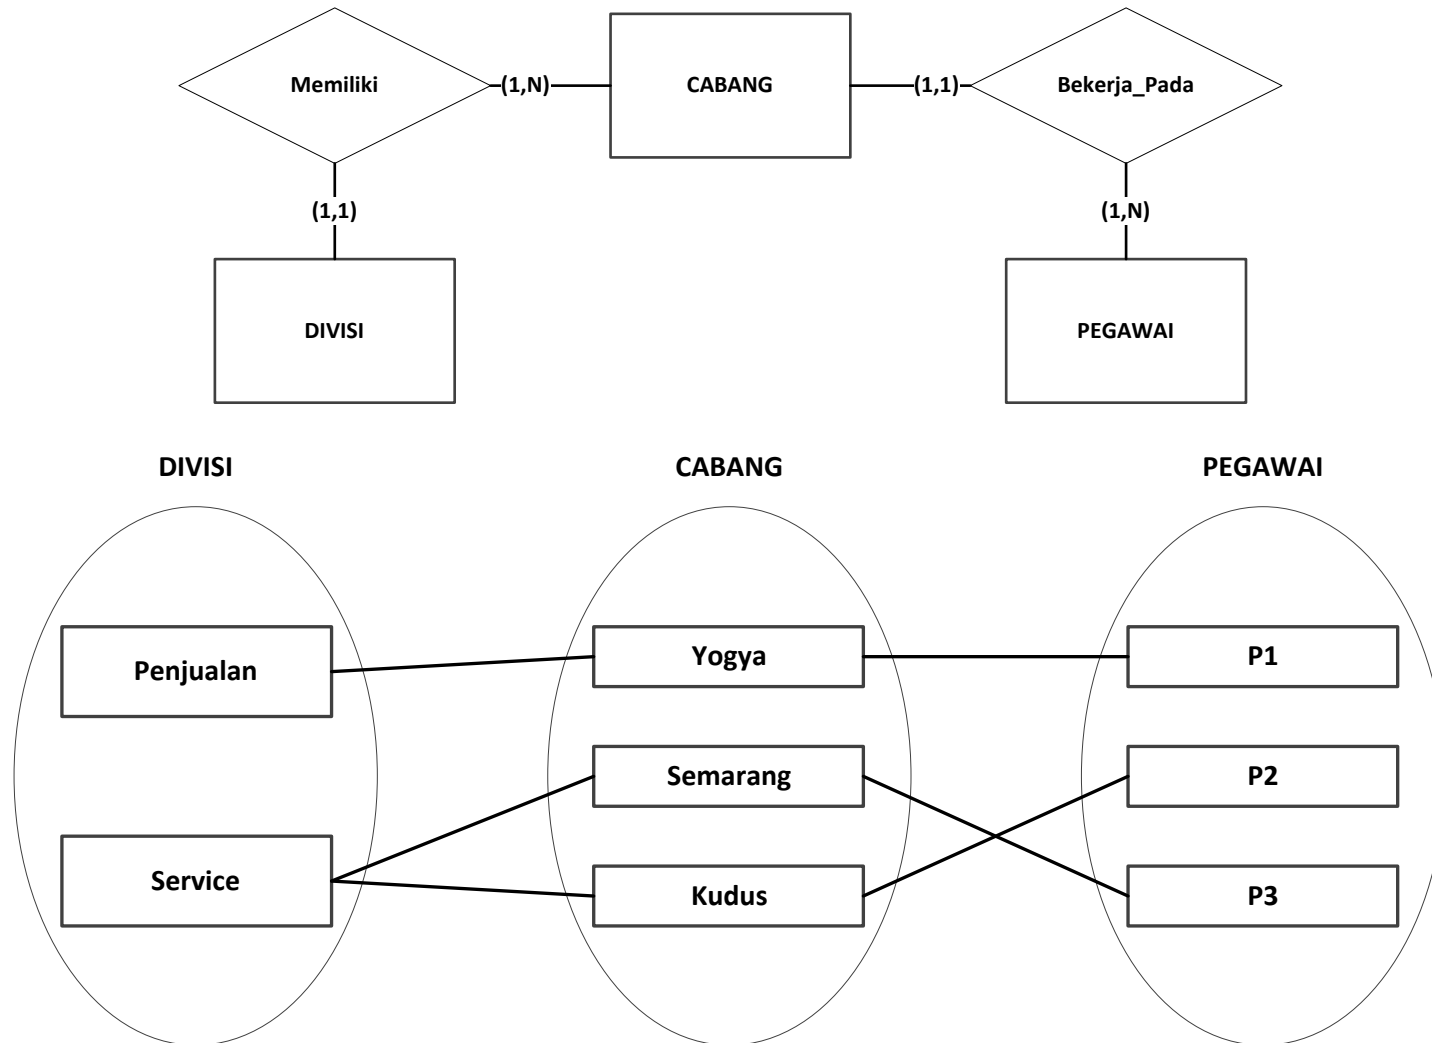 Memiliki
(1,N)
CABANG
(1,1)
Bekerja_Pada
(1,1)
(1,N)
DIVISI
PEGAWAI
DIVISI
CABANG
PEGAWAI
Penjualan
Yogya
P1
Semarang
P2
Service
Kudus
P3